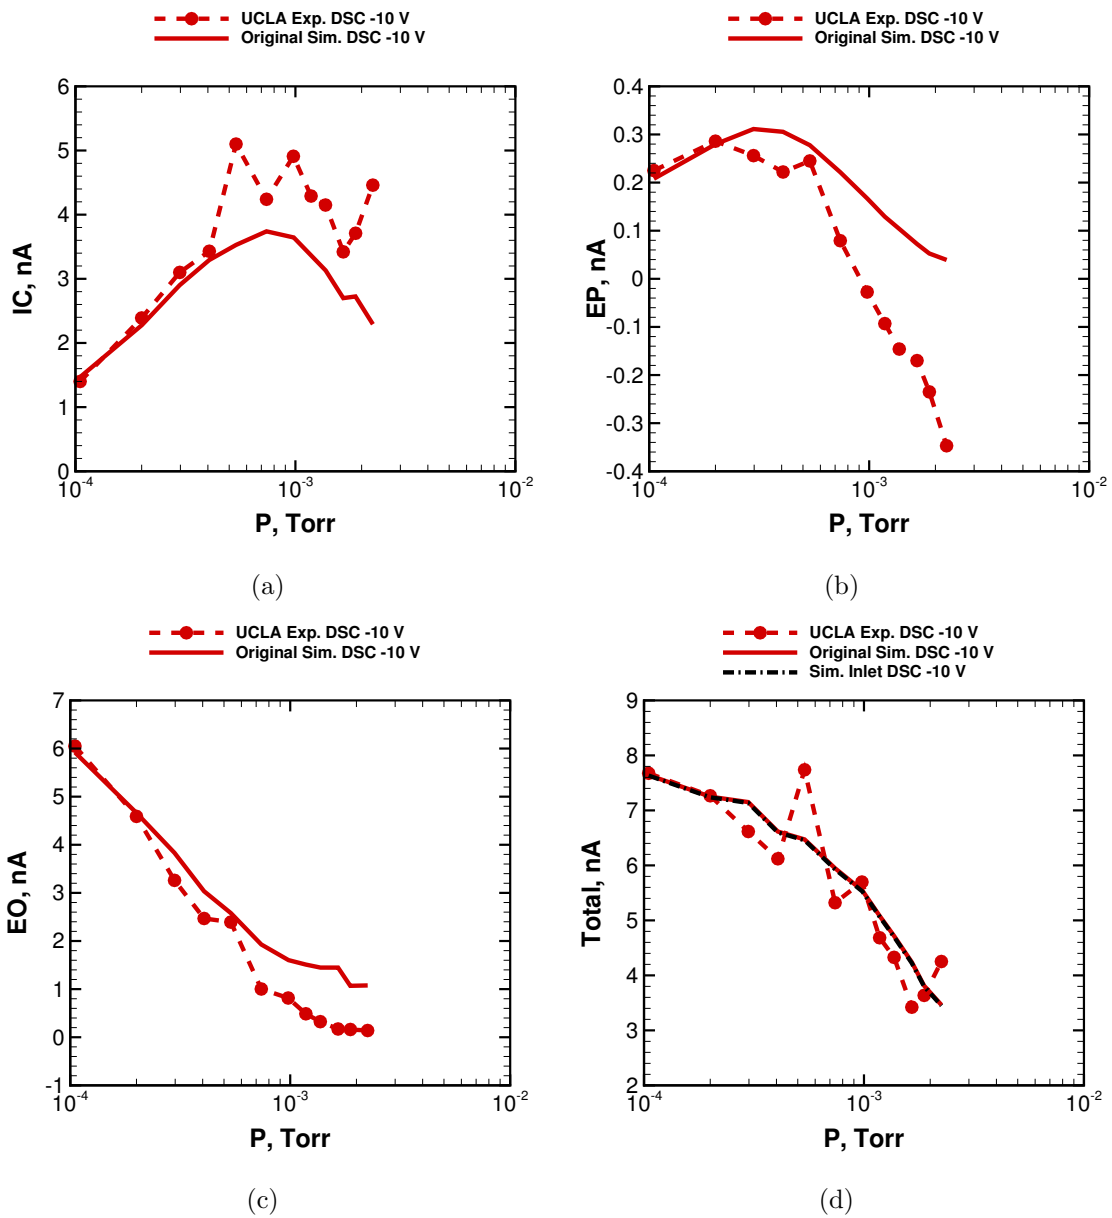 UCLA Exp. DSC -10 V
Original Sim. DSC -10 V
6
5
4
3
2
1
0
IC, nA
10-4
10-3
10-2
P, Torr
(a)
UCLA Exp. DSC -10 V
Original Sim. DSC -10 V
0.4
0.3
0.2
0.1
0
-0.1
-0.2
-0.3
-0.4
EP, nA
10-4
10-3
10-2
P, Torr
(b)
UCLA Exp. DSC -10 V
Original Sim. DSC -10 V
7
6
5
4
3
2
1
0
-1
EO, nA
10-4
10-3
10-2
P, Torr
(c)
UCLA Exp. DSC -10 V
Original Sim. DSC -10 V
Sim. Inlet DSC -10 V
9
8
7
6
5
4
3
2
Total, nA
10-4
10-3
10-2
P, Torr
(d)